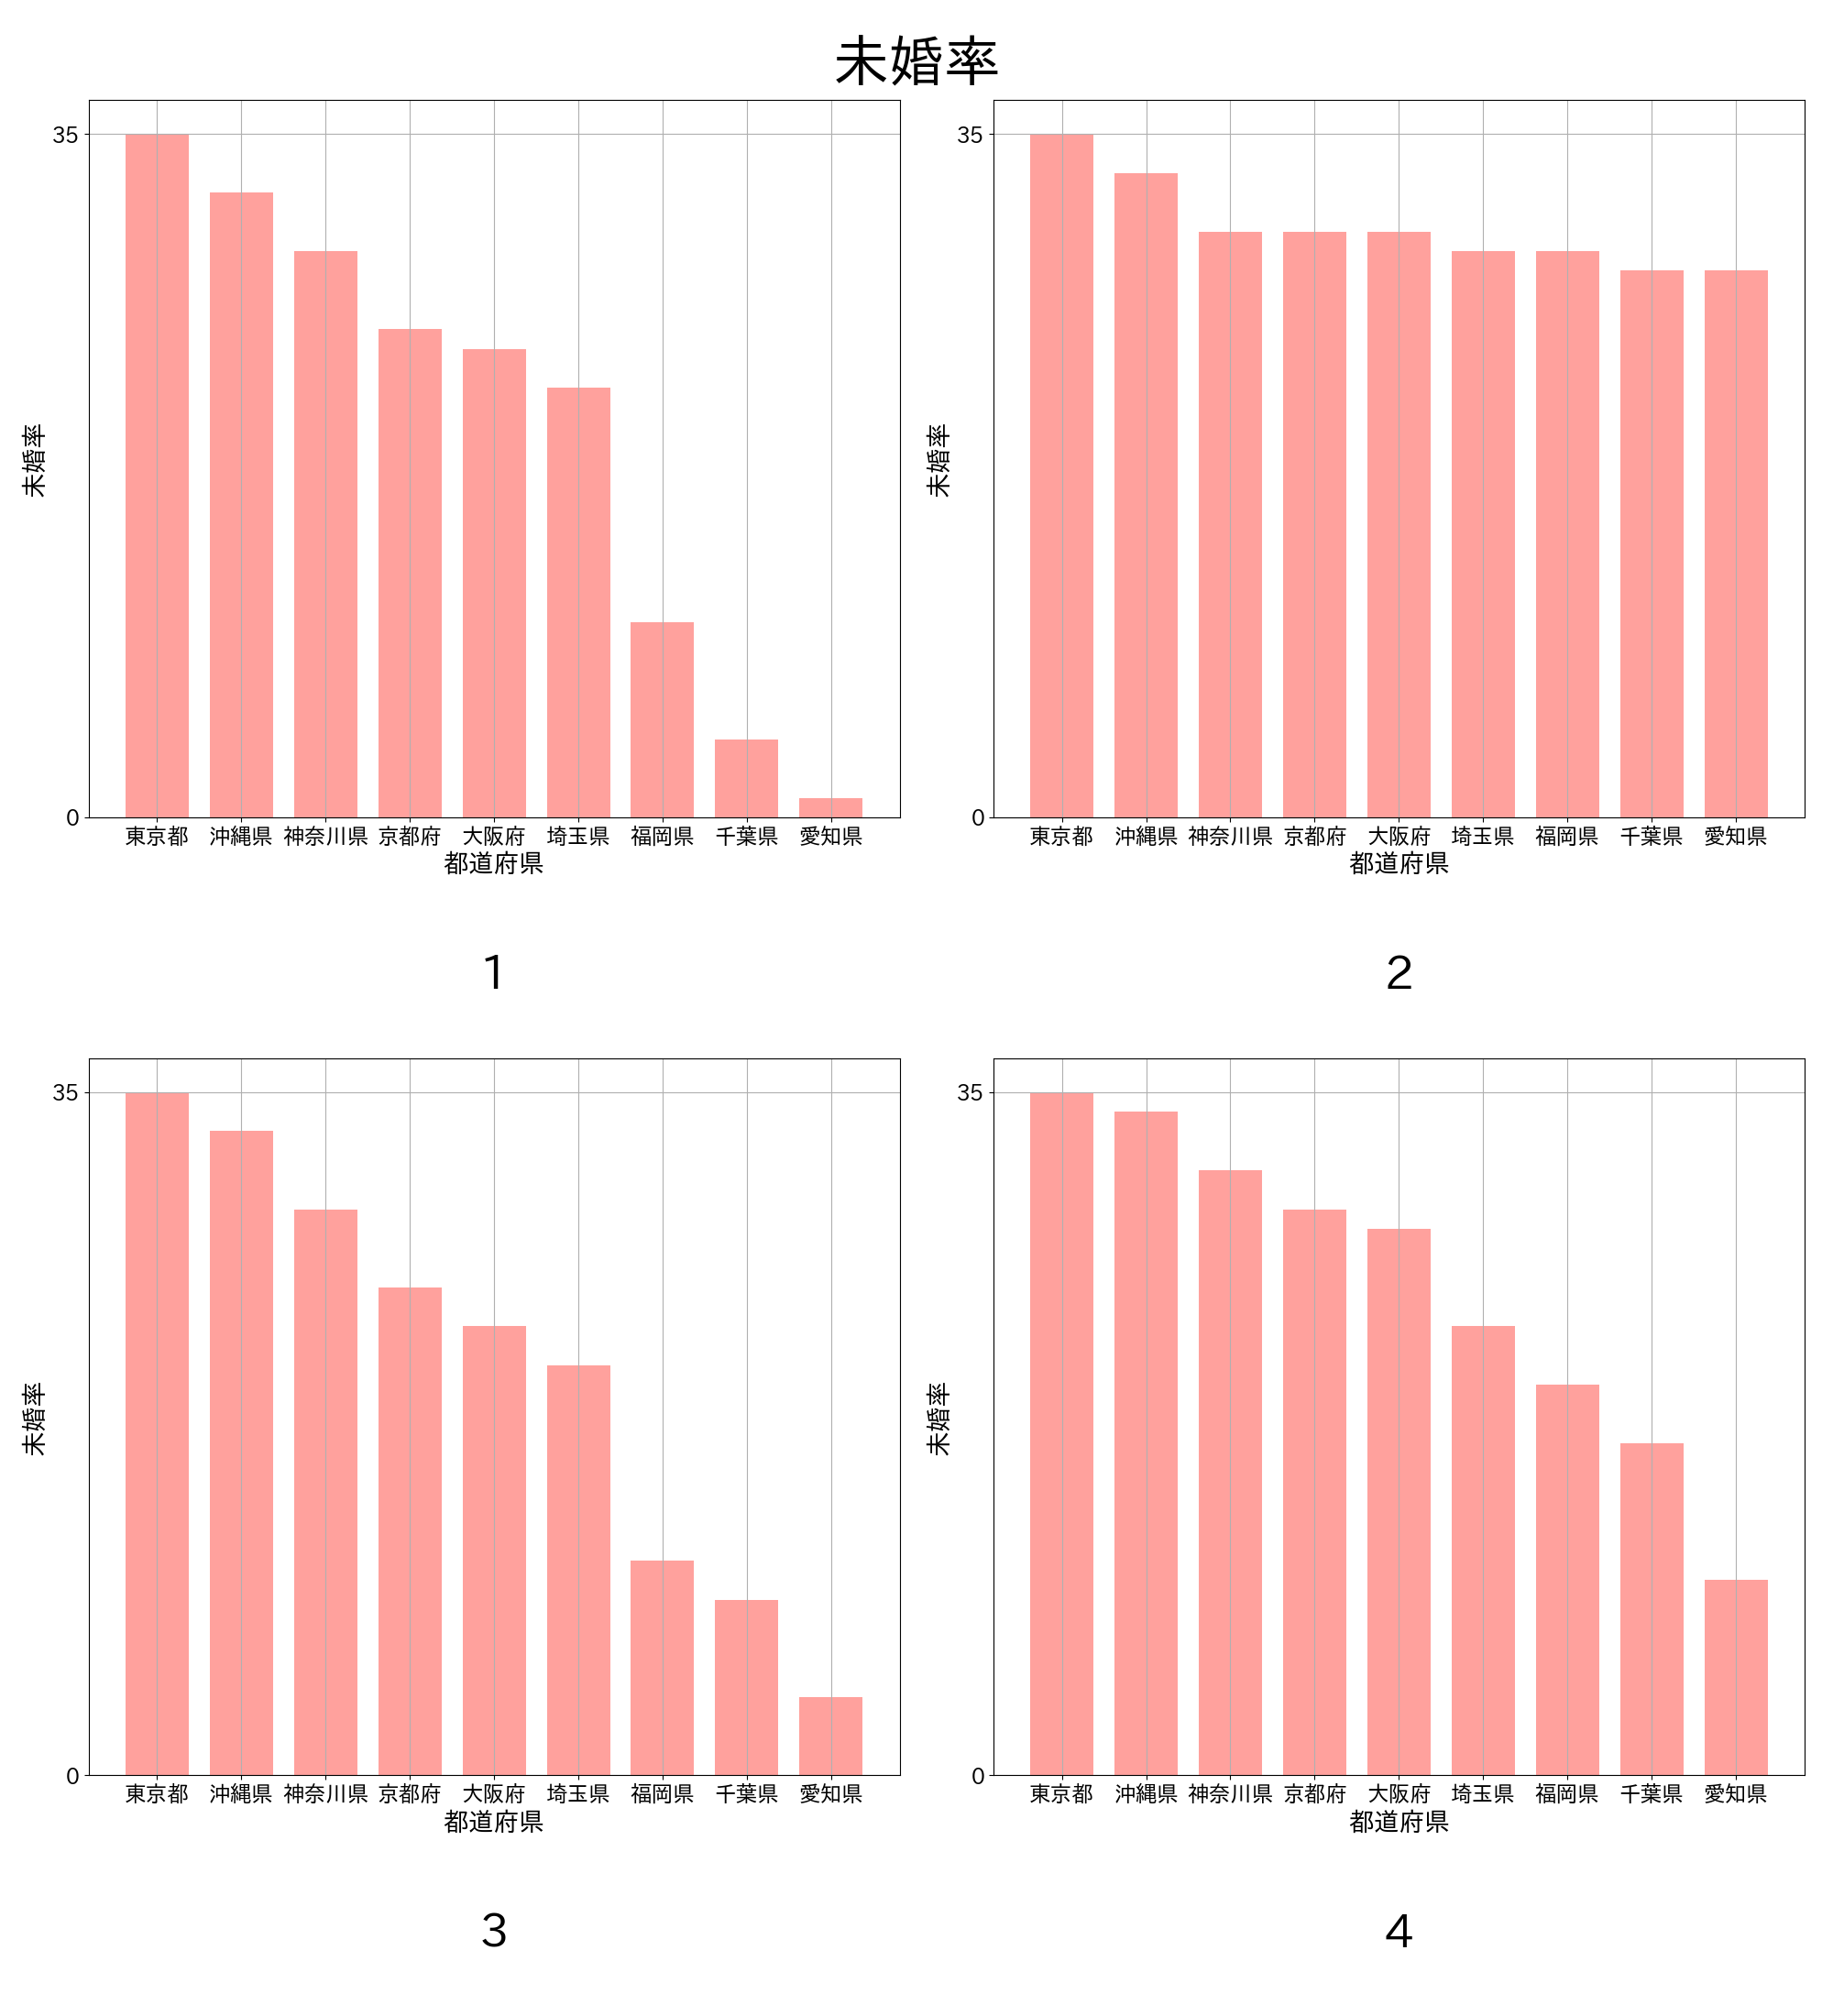 未婚率
35
0
未婚率
東京都 沖縄県 神奈川県 京都府 大阪府 埼玉県 福岡県 千葉県 愛知県
都道府県
1
35
0
未婚率
東京都 沖縄県 神奈川県 京都府 大阪府 埼玉県 福岡県 千葉県 愛知県
都道府県
2
35
0
未婚率
東京都 沖縄県 神奈川県 京都府 大阪府 埼玉県 福岡県 千葉県 愛知県
都道府県
3
35
0
未婚率
東京都 沖縄県 神奈川県 京都府 大阪府 埼玉県 福岡県 千葉県 愛知県
都道府県
4